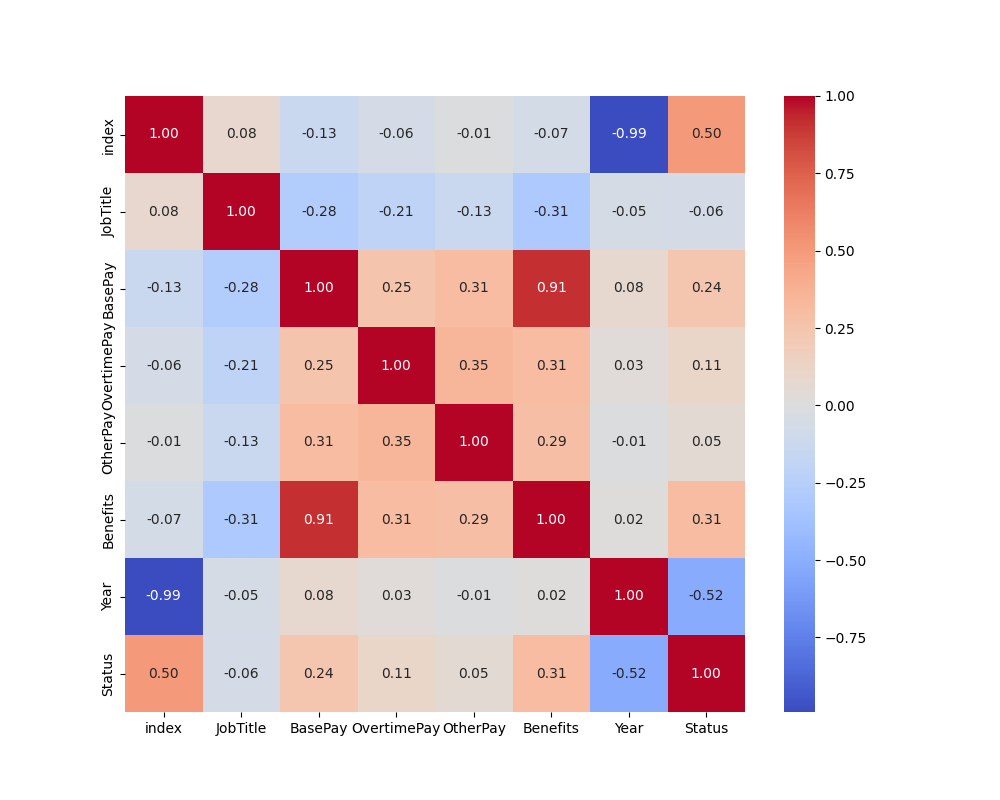 index 1.00 0.08 -0.13 -0.06 -0.01 -0.07 -0.99 0.50
JobTitle 0.08 1.00 -0.28 -0.21 -0.13 -0.31 -0.05 -0.06
BasePay -0.13 -0.28 1.00 0.25 0.31 0.91 0.08 0.24
OvertimePay -0.06 -0.21 0.25 1.00 0.35 0.31 0.03 0.11
OtherPay -0.01 -0.13 0.31 0.35 1.00 0.29 -0.01 0.05
Benefits -0.07 -0.31 0.91 0.31 0.29 1.00 0.02 0.31
Year -0.99 -0.05 0.08 0.03 -0.01 0.02 1.00 -0.52
Status 0.50 -0.06 0.24 0.11 0.05 0.31 -0.52 1.00
index JobTitle BasePay OvertimePay OtherPay Benefits Year Status
1.00
0.75
0.50
0.25
0.00
−0.25
−0.50
−0.75